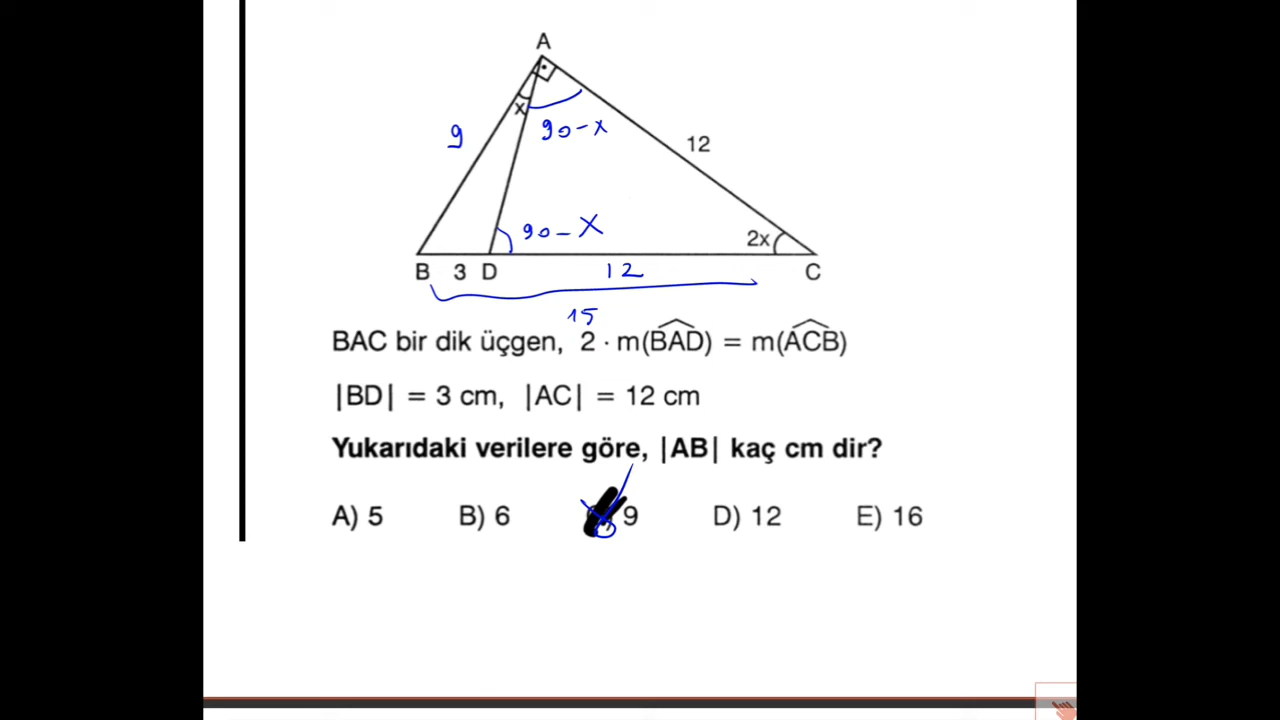 A
x
90-x
9
12
90-x
2x
B 3 D 12 C
15
BAC bir dik üçgen, 2 · m(BAD) = m(ACB)
|BD| = 3 cm, |AC| = 12 cm
Yukarıdaki verilere göre, |AB| kaç cm dir?
A) 5 B) 6 9 D) 12 E) 16